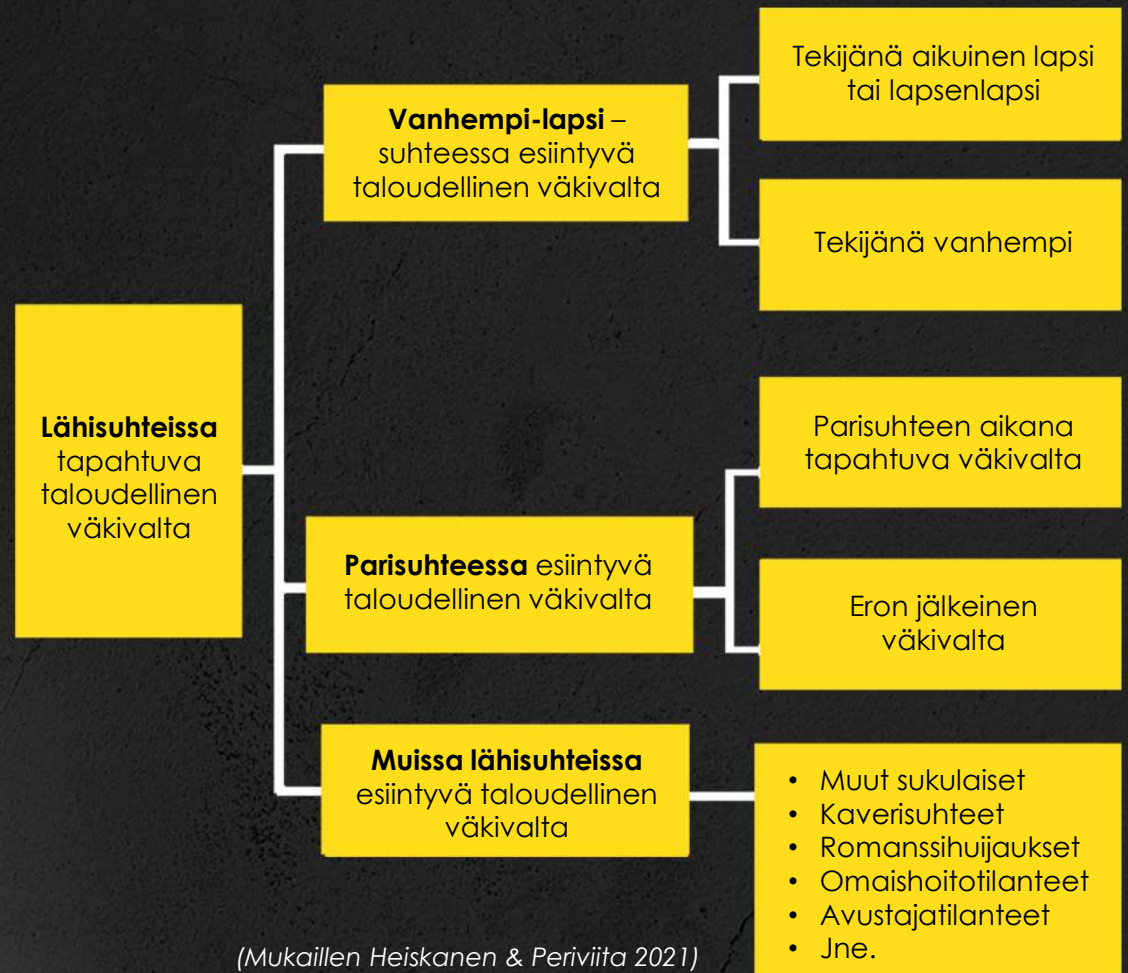 Lähisuhteissa
tapahtuva
taloudellinen
väkivalta
Vanhempi-lapsi –
suhteessa esiintyvä
taloudellinen väkivalta
Tekijänä aikuinen lapsi
tai lapsenlapsi
Tekijänä vanhempi
Parisuhteessa esiintyvä
taloudellinen väkivalta
Parisuhteen aikana
tapahtuva väkivalta
Eron jälkeinen
väkivalta
Muissa lähisuhteissa
esiintyvä taloudellinen
väkivalta
• Muut sukulaiset
• Kaverisuhteet
• Romanssihuijaukset
• Omaishoitotilanteet
• Avustajatilanteet
• Jne.
(Mukaillen Heiskanen & Periviita 2021)